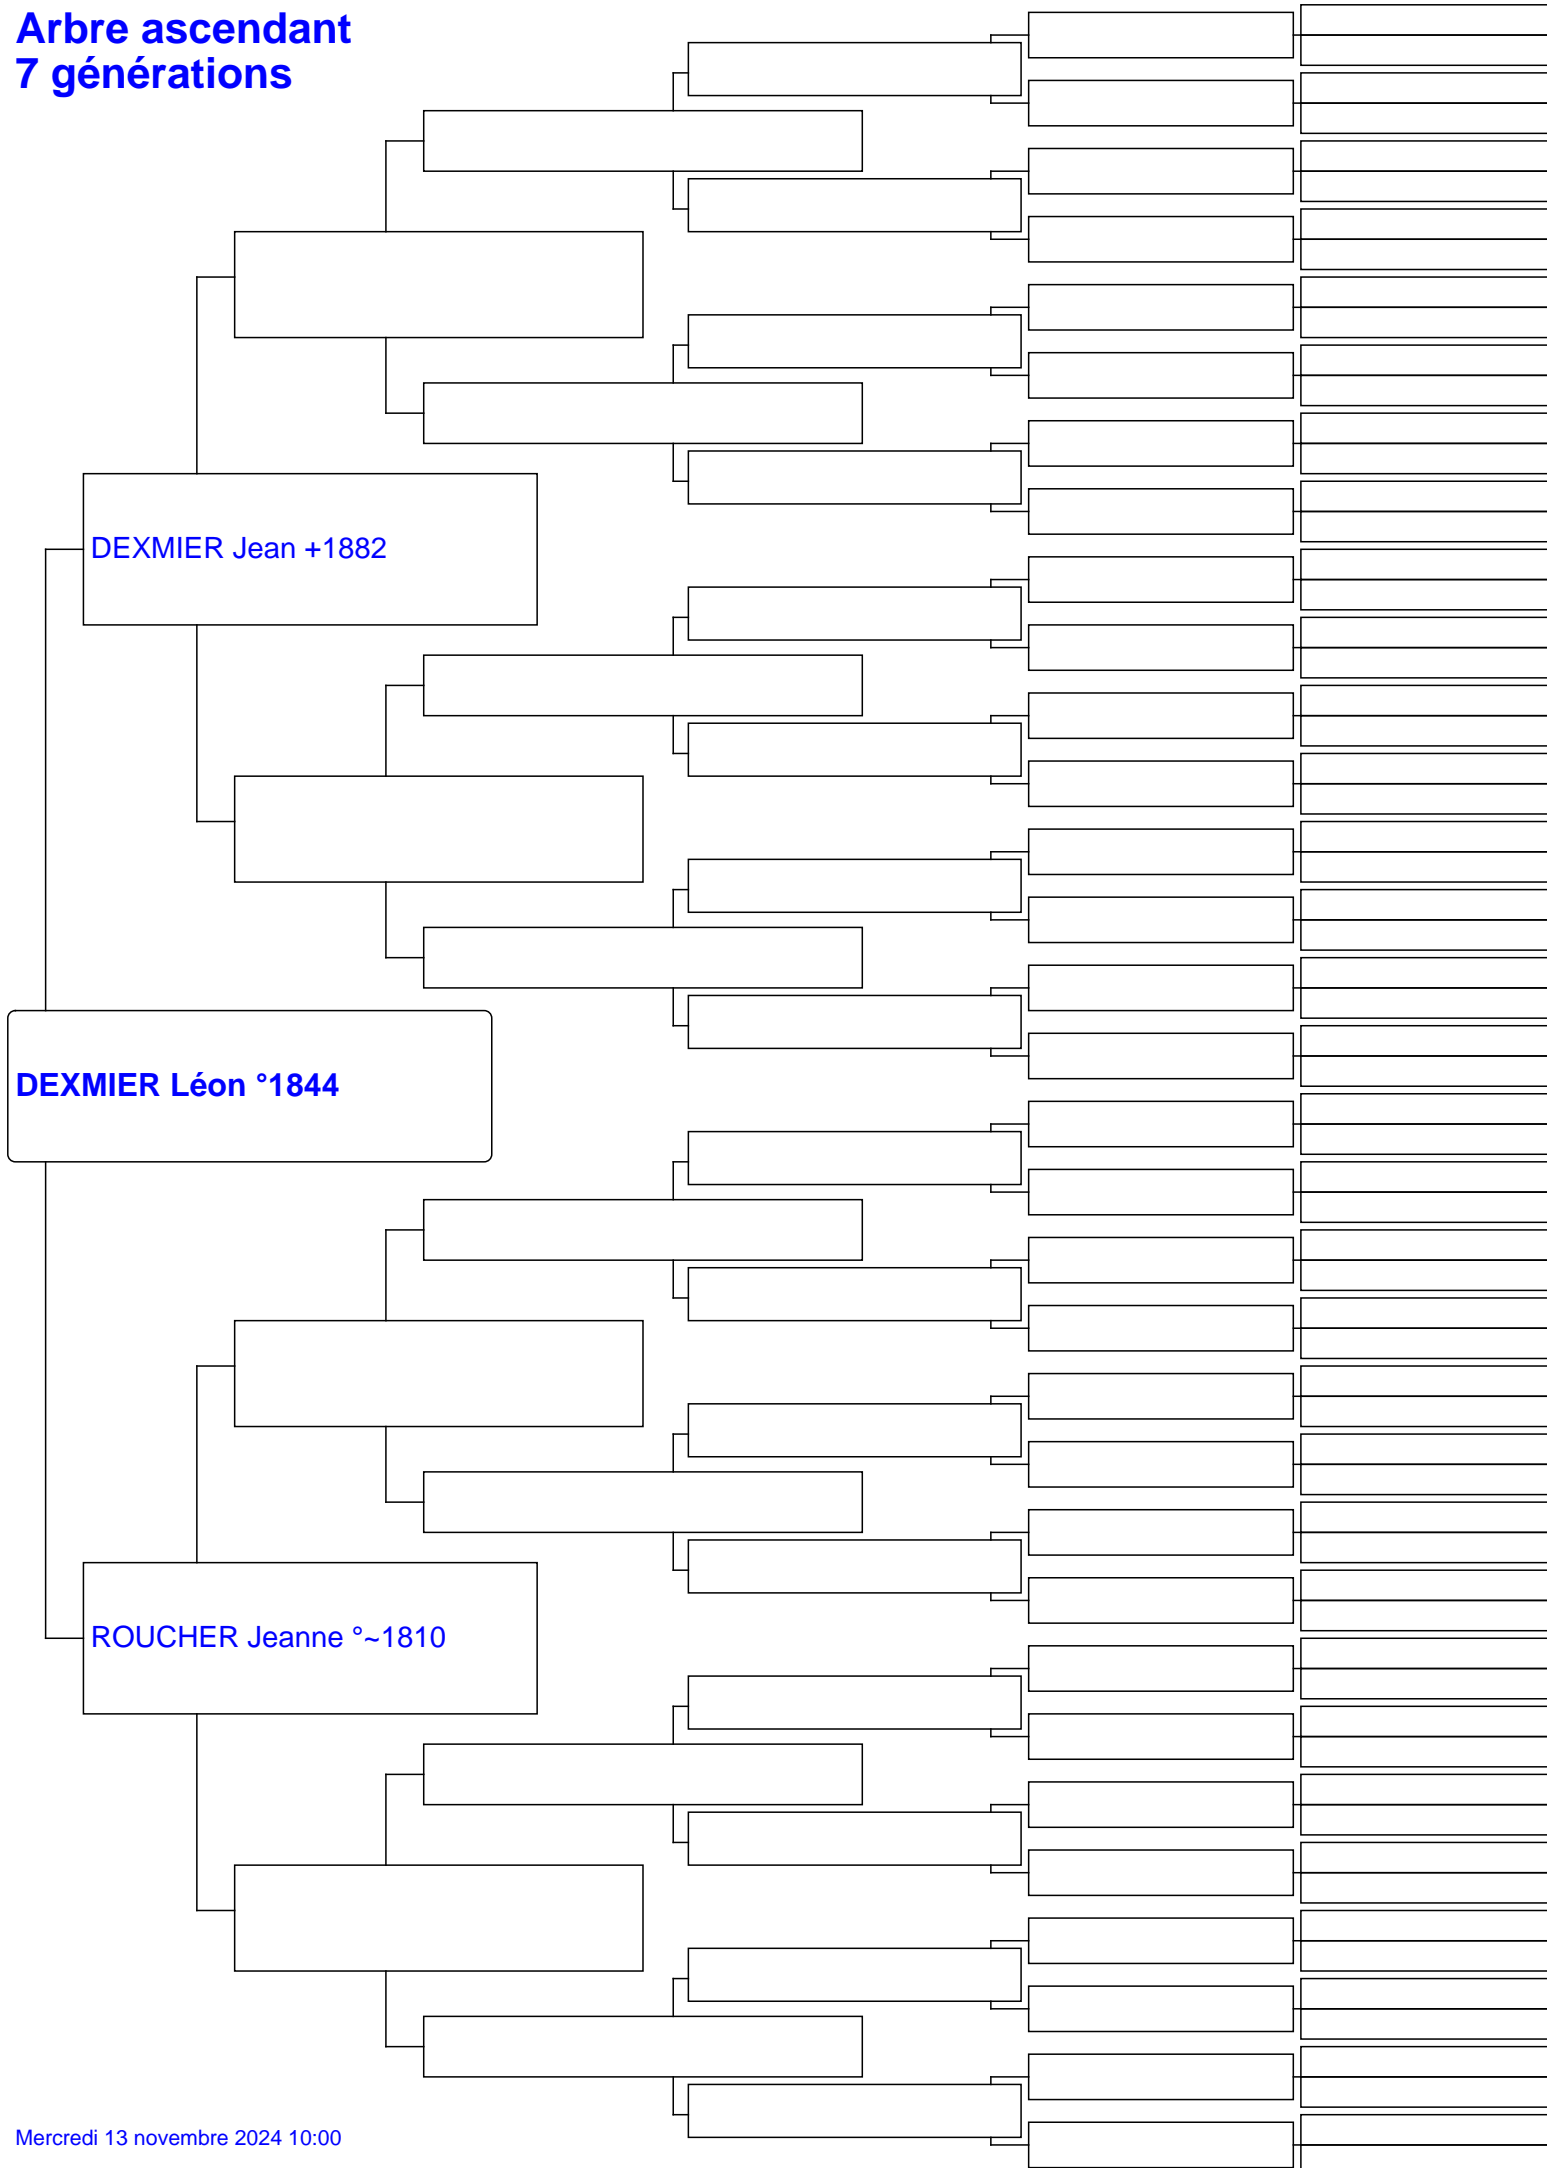 Arbre ascendant
7 générations
DEXMIER Jean +1882
DEXMIER Léon °1844
ROUCHER Jeanne °~1810
Mercredi 13 novembre 2024 10:00